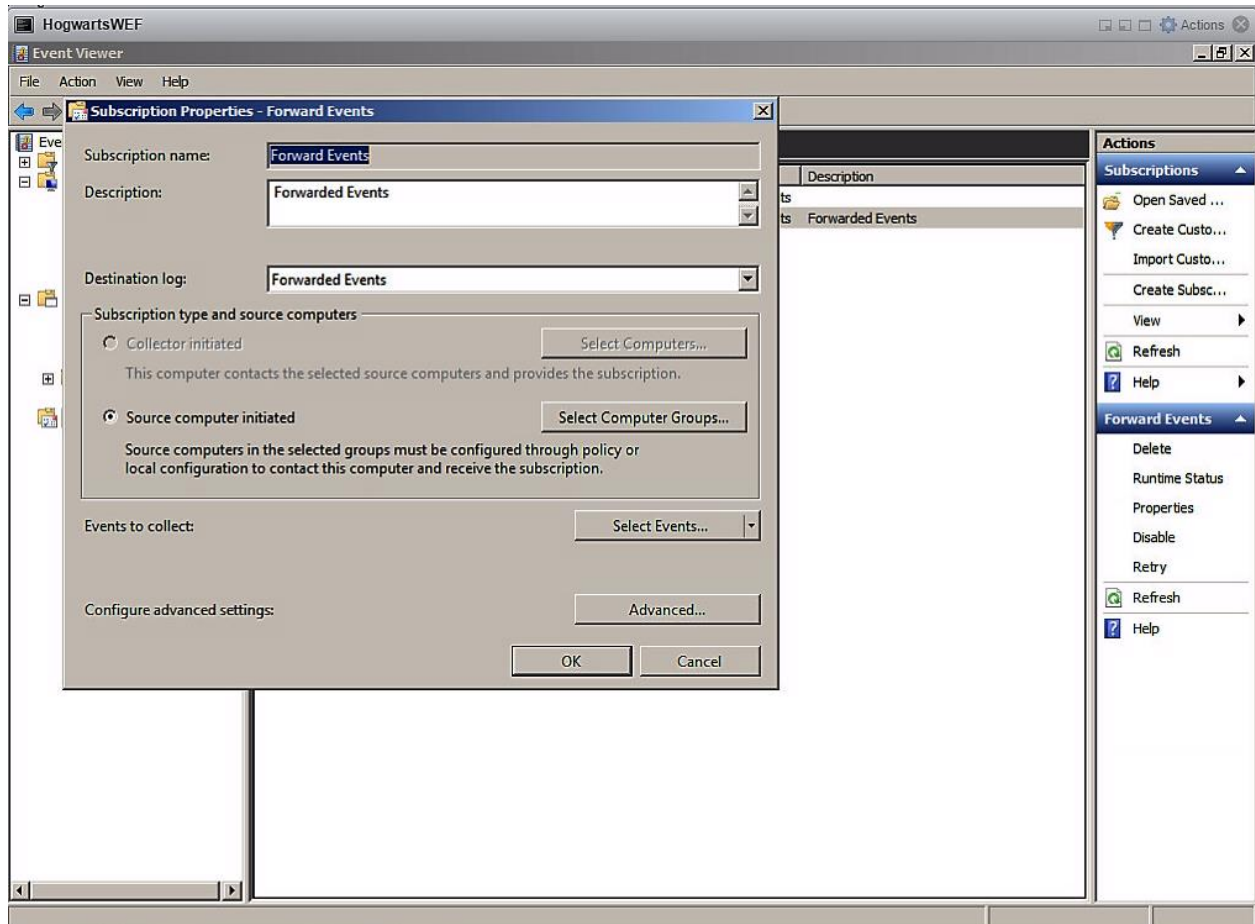 HogwartsWEF
Actions
Event Viewer
File Action View Help
Subscription Properties - Forward Events
Eve
Subscription name:
Forward Events
Description:
Forwarded Events
Destination log:
Forwarded Events
Subscription type and source computers
Collector initiated
Select Computers...
This computer contacts the selected source computers and provides the subscription.
Source computer initiated
Select Computer Groups...
Source computers in the selected groups must be configured through policy or
local configuration to contact this computer and receive the subscription.
Events to collect:
Select Events...
Configure advanced settings:
Advanced...
OK
Cancel
Description
ts
ts Forwarded Events
Actions
Subscriptions
Open Saved ...
Create Custo...
Import Custo...
Create Subsc...
View
Refresh
Help
Forward Events
Delete
Runtime Status
Properties
Disable
Retry
Refresh
Help